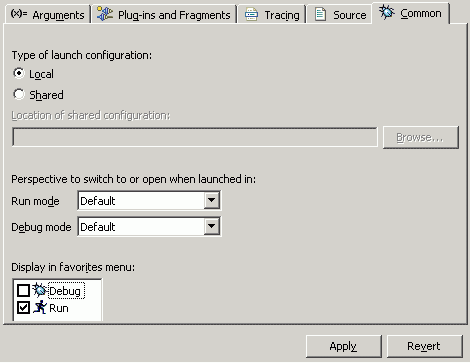 (x)= Arguments Plug-ins and Fragments Tracing Source Common
Type of launch configuration:
Local
Shared
Location of shared configuration:
Browse...
Perspective to switch to or open when launched in:
Run mode Default
Debug mode Default
Display in favorites menu:
Debug
Run
Apply Revert